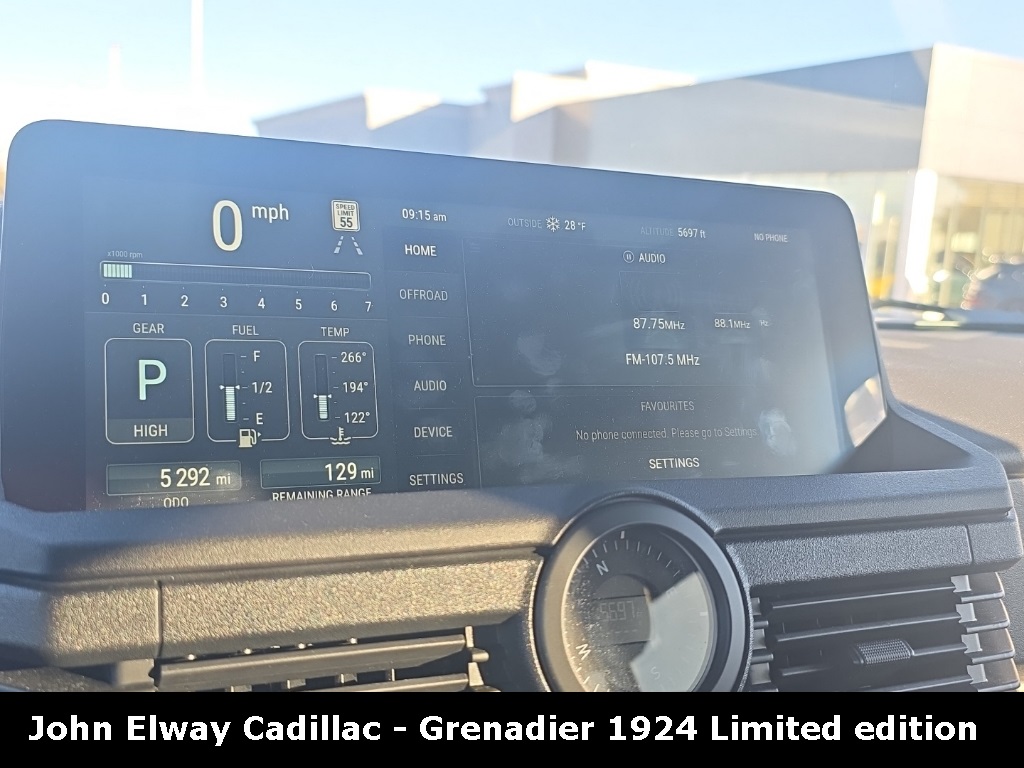 0 mph
SPEED
LIMIT
55
x1000 rpm
0 1 2 3 4 5 6 7
GEAR FUEL TEMP
P
HIGH
F
1/2
E
266°
194°
122°
5292 mi
ODO
129 mi
REMAINING RANGE
09:15 am
OUTSIDE 28°F
ALTITUDE 5697 ft
NO PHONE
HOME
OFFROAD
PHONE
AUDIO
DEVICE
SETTINGS
AUDIO
87.75MHz 88.1MHz Hz
FM-107.5 MHz
FAVOURITES
No phone connected. Please go to Settings.
SETTINGS
N
5697
W
S
John Elway Cadillac - Grenadier 1924 Limited edition